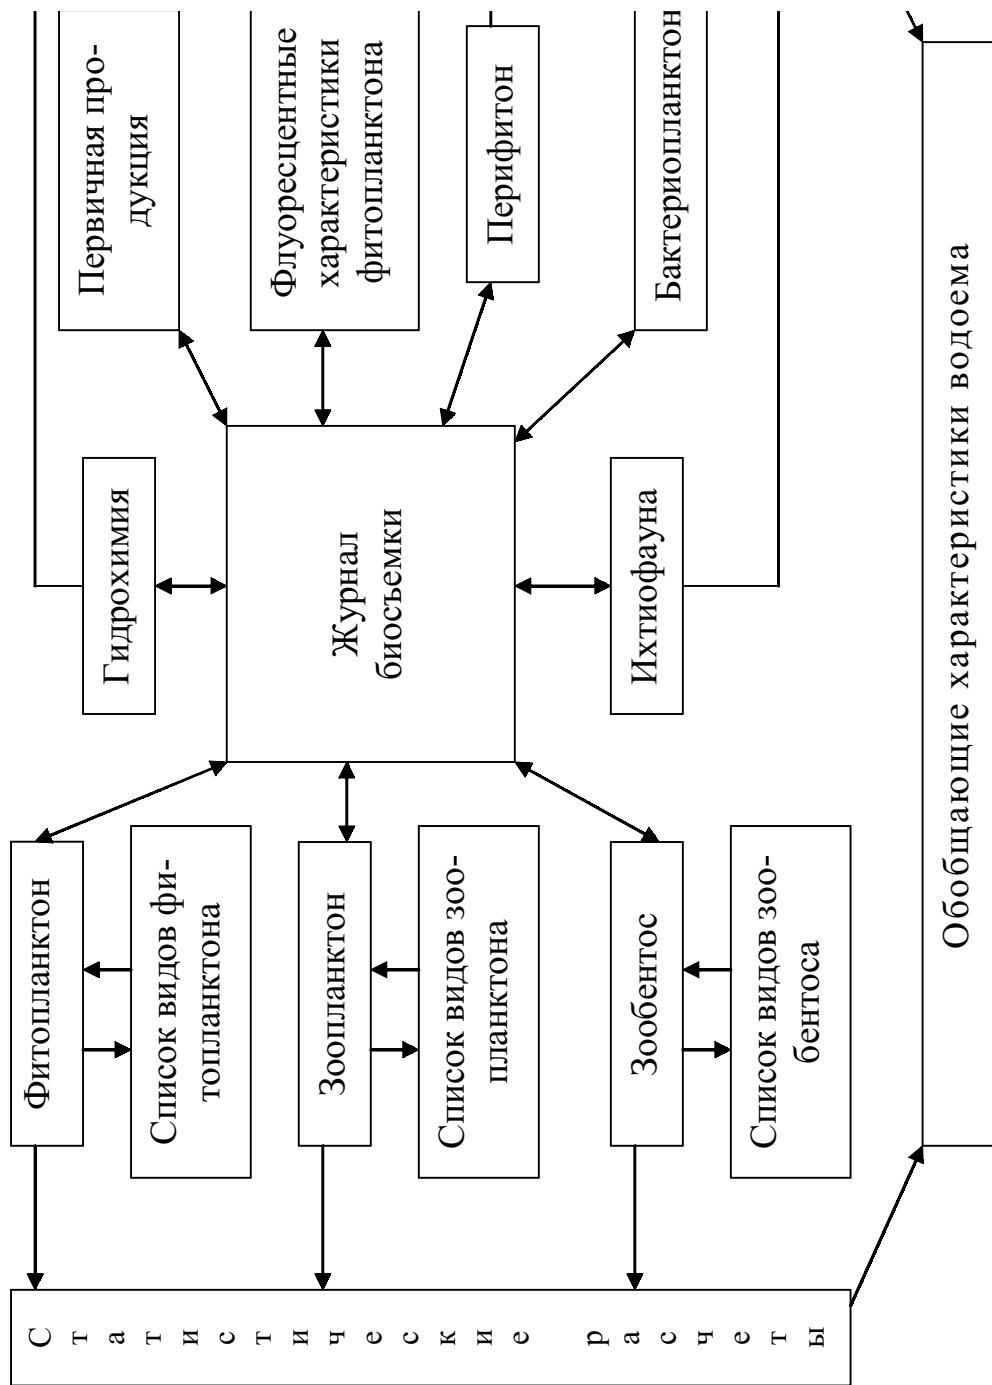 Фитопланктон
Список видов фи-
топланктона
Зоопланктон
Список видов зоо-
планктона
Зообентос
Список видов зоо-
бентоса
Статистические расчеты
Гидрохимия
Журнал
биосъемки
Ихтиофауна
Первичная про-
дукция
Флуоресцентные
характеристики
фитопланктона
Перифитон
Бактериопланктон
Обобщающие характеристики водоема